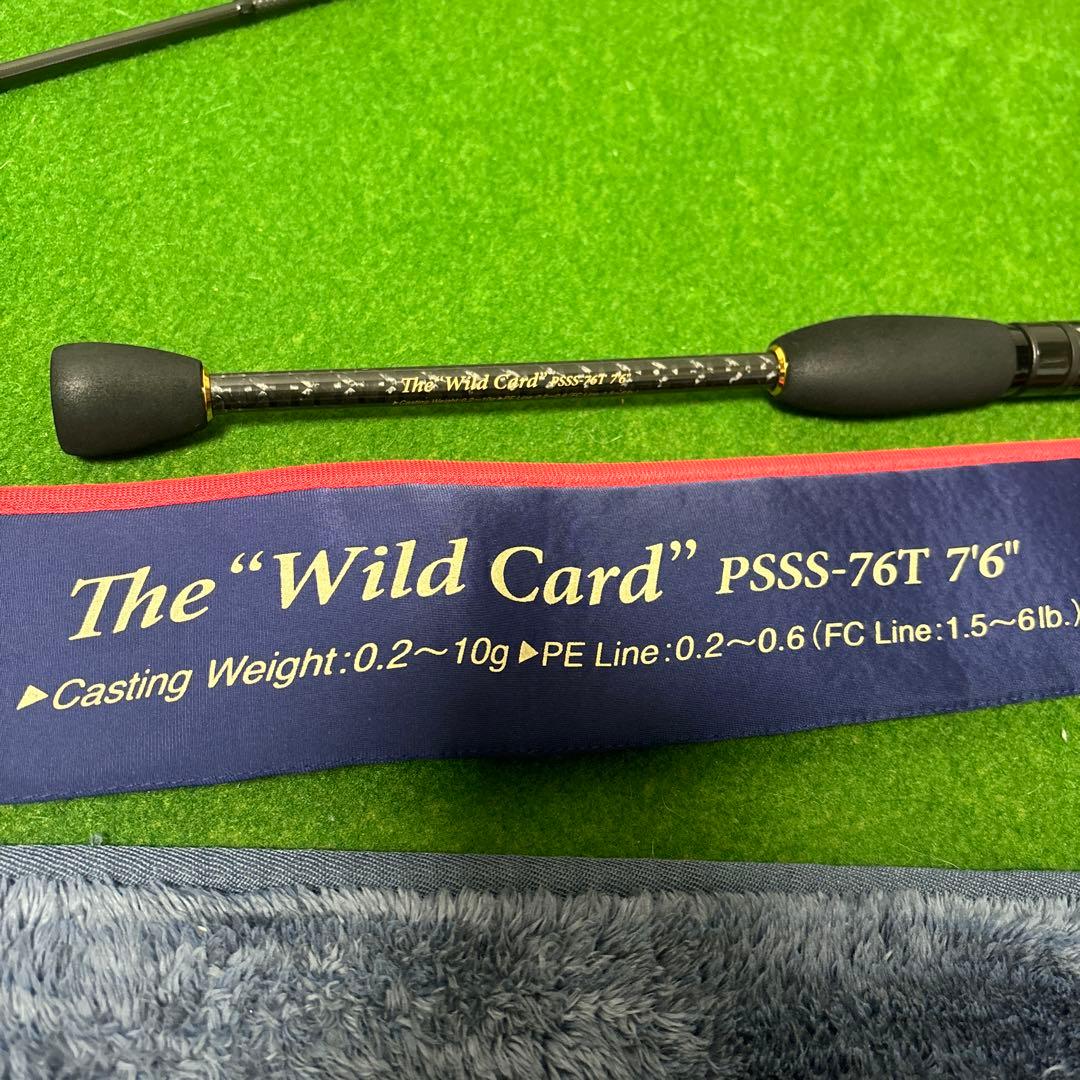 The "Wild Card" PSSS-76T 7'6"
The “Wild Card” PSSS-76T 7'6"
▶Casting Weight:0.2〜10g▶PE Line:0.2〜0.6(FC Line:1.5〜6lb.)